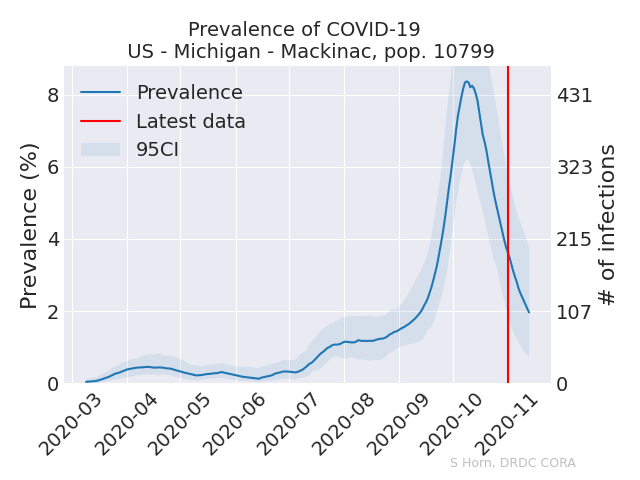 Prevalence of COVID-19
US - Michigan - Mackinac, pop. 10799
Prevalence
Latest data
95CI
Prevalence (%)
8
6
4
2
0
431
323
215
107
0
# of infections
2020-03
2020-04
2020-05
2020-06
2020-07
2020-08
2020-09
2020-10
2020-11
S Horn, DRDC CORA